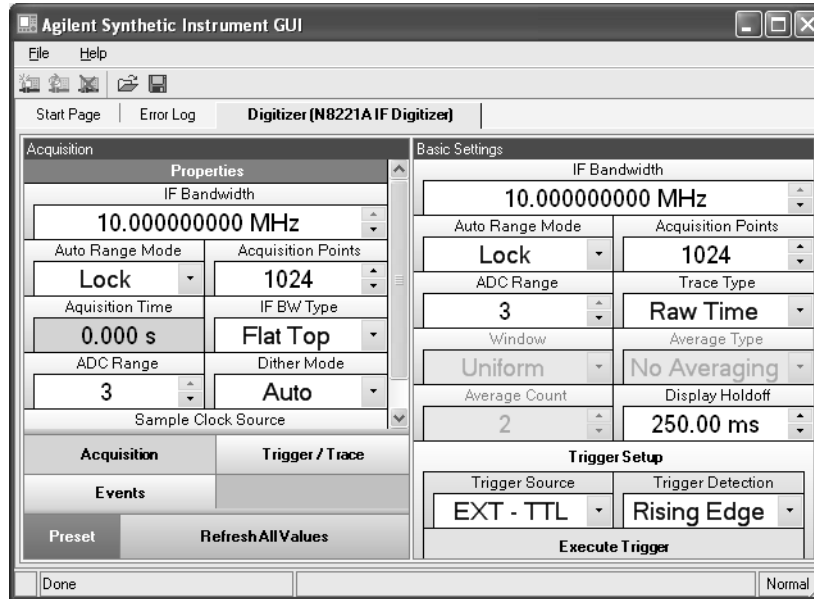 Agilent Synthetic Instrument GUI
File Help
Start Page Error Log Digitizer (N8221A IF Digitizer)
Acquisition
Properties
IF Bandwidth
10.000000000 MHz
Auto Range Mode Acquisition Points
Lock 1024
Aquisition Time IF BW Type
0.000 s Flat Top
ADC Range Dither Mode
3 Auto
Sample Clock Source
Acquisition Trigger / Trace
Events
Preset Refresh All Values
Basic Settings
IF Bandwidth
10.000000000 MHz
Auto Range Mode Acquisition Points
Lock 1024
ADC Range Trace Type
3 Raw Time
Window Average Type
Uniform No Averaging
Average Count Display Holdoff
2 250.00 ms
Trigger Setup
Trigger Source Trigger Detection
EXT - TTL Rising Edge
Execute Trigger
Done Normal